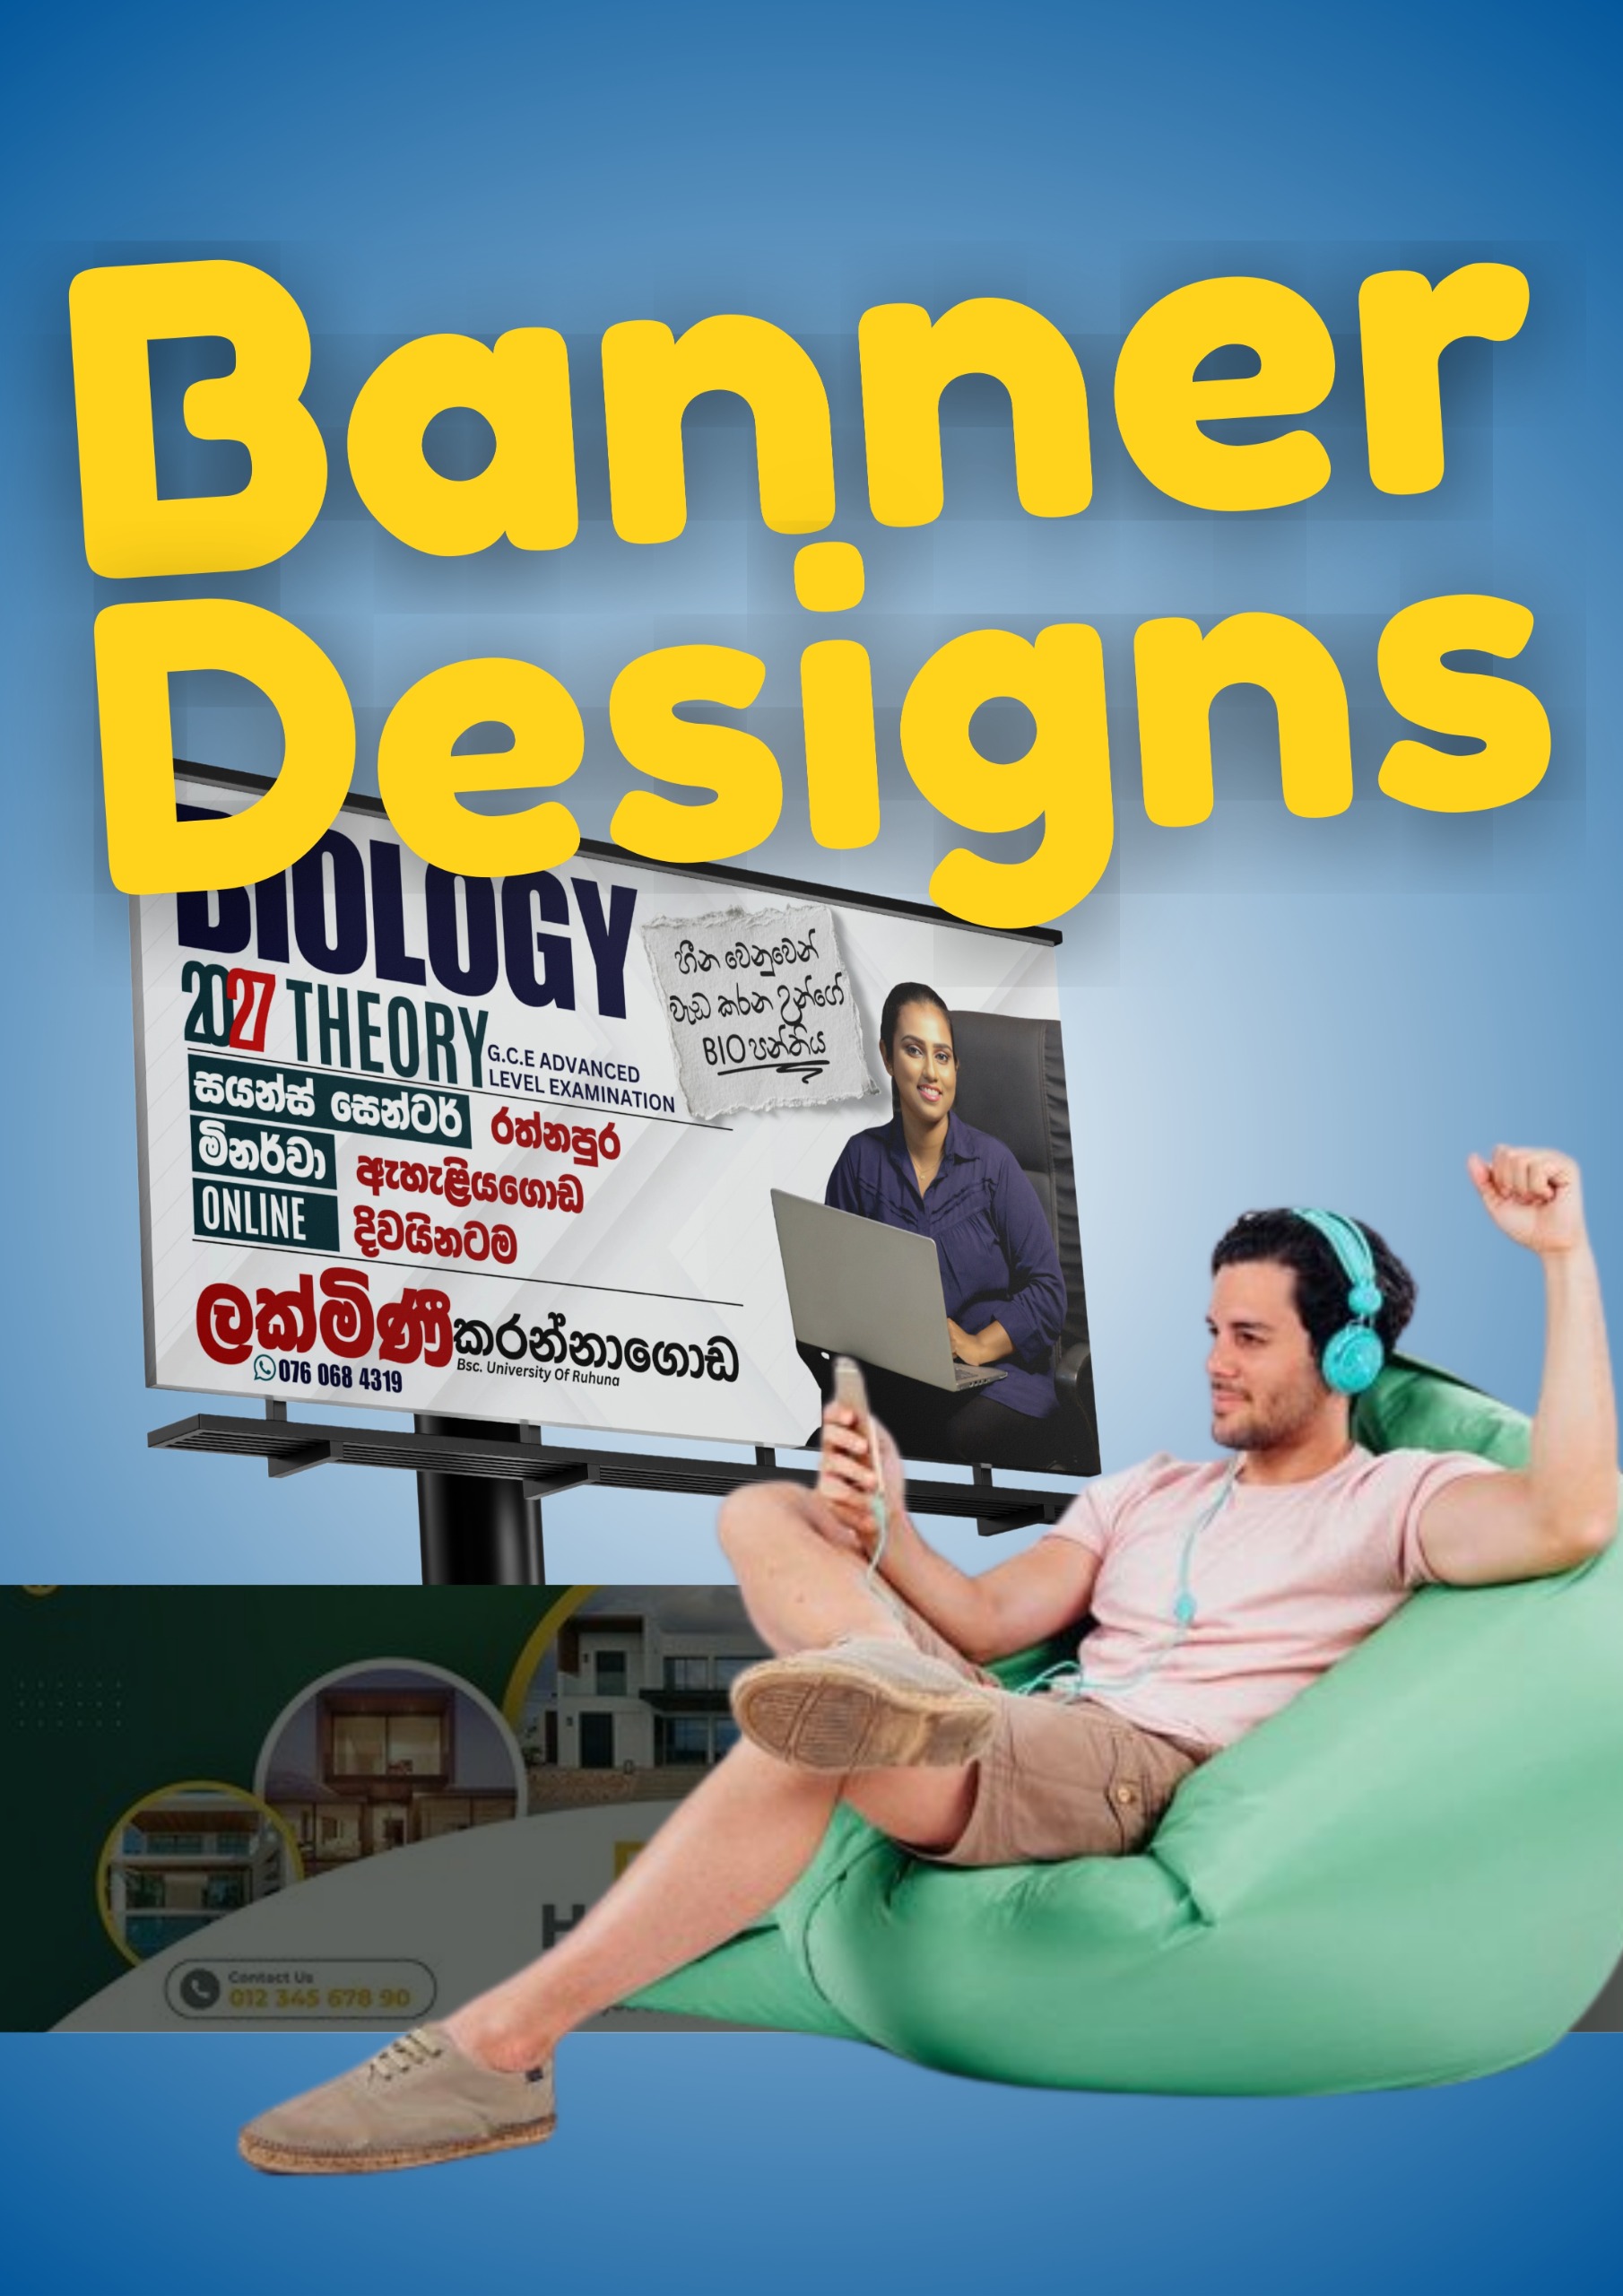 Banner
Designs
BIOLOGY
2027 THEORY
G.C.E ADVANCED
LEVEL EXAMINATION
හීන වෙනුවෙන්
වැඩ කරන උන්ගේ
BIO පන්තිය
සයන්ස් සෙන්ටර් රත්නපුර
මිනර්වා ඇහැළියගොඩ
ONLINE දිවයිනටම
ලක්මිණී කරන්නාගොඩ
Bsc. University Of Ruhuna
076 068 4319
Contact Us
012 345 678 90